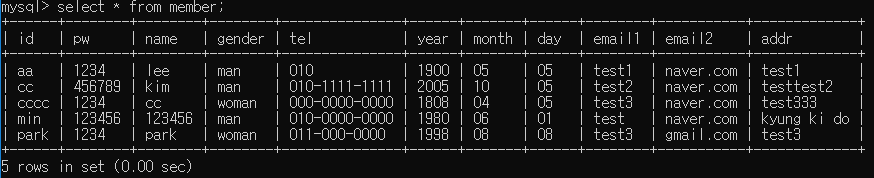 mysql> select * from member;
+------+--------+--------+--------+---------------+------+-------+-----+--------+-----------+-------------+
| id | pw | name | gender | tel | year | month | day | email1 | email2 | addr |
+------+--------+--------+--------+---------------+------+-------+-----+--------+-----------+-------------+
| aa | 1234 | lee | man | 010 | 1900 | 05 | 05 | test1 | naver.com | test1 |
| cc | 456789 | kim | man | 010-1111-1111 | 2005 | 10 | 05 | test2 | naver.com | testtest2 |
| cccc | 1234 | cc | woman | 000-0000-0000 | 1808 | 04 | 05 | test3 | naver.com | test333 |
| min | 123456 | 123456 | man | 010-0000-0000 | 1980 | 06 | 01 | test | naver.com | kyung ki do |
| park | 1234 | park | woman | 011-000-0000 | 1998 | 08 | 08 | test3 | gmail.com | test3 |
+------+--------+--------+--------+---------------+------+-------+-----+--------+-----------+-------------+
5 rows in set (0.00 sec)